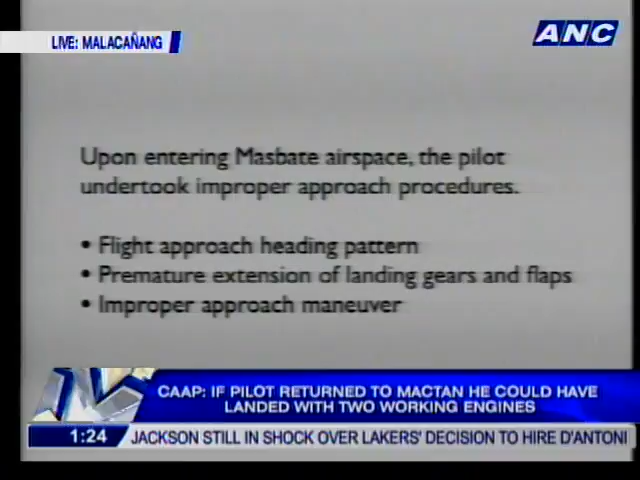 LIVE: MALACAÑANG
ANC
Upon entering Masbate airspace, the pilot
undertook improper approach procedures.
• Flight approach heading pattern
• Premature extension of landing gears and flaps
• Improper approach maneuver
CAAP: IF PILOT RETURNED TO MACTAN HE COULD HAVE
LANDED WITH TWO WORKING ENGINES
1:24 JACKSON STILL IN SHOCK OVER LAKERS' DECISION TO HIRE D'ANTONI